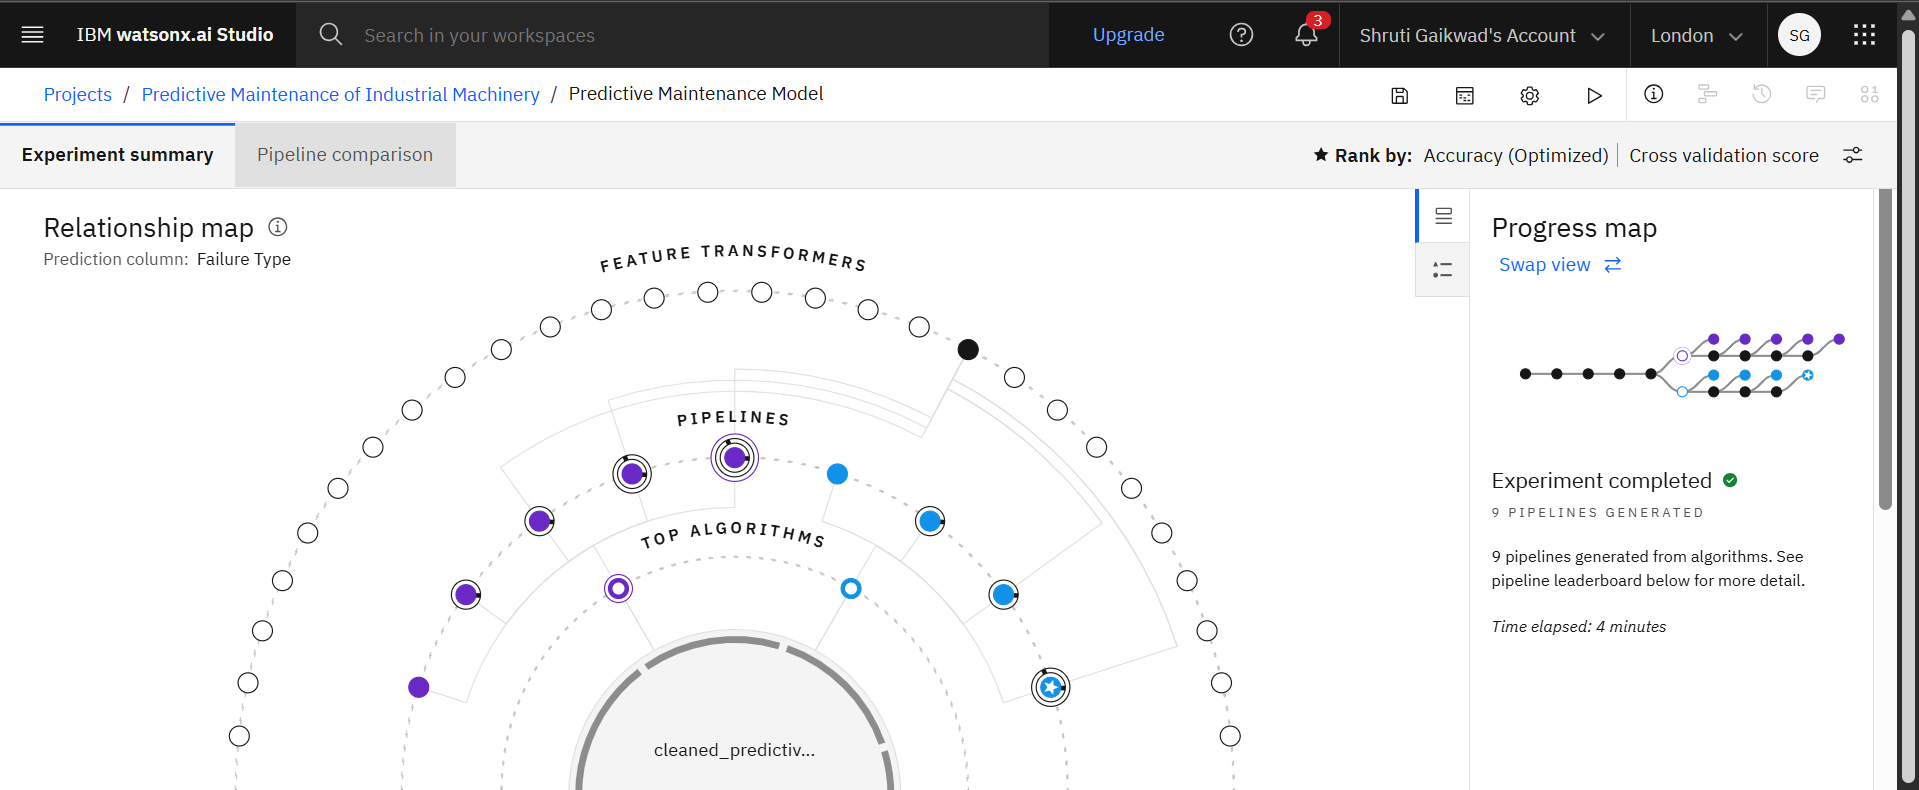 IBM watsonx.ai Studio
Search in your workspaces
Upgrade
3
Shruti Gaikwad's Account
London
SG
Projects / Predictive Maintenance of Industrial Machinery / Predictive Maintenance Model
Experiment summary
Pipeline comparison
Rank by: Accuracy (Optimized) | Cross validation score
Relationship map
Prediction column: Failure Type
FEATURE TRANSFORMERS
PIPELINES
TOP ALGORITHMS
cleaned_predictiv...
Progress map
Swap view
Experiment completed
9 PIPELINES GENERATED
9 pipelines generated from algorithms. See
pipeline leaderboard below for more detail.
Time elapsed: 4 minutes